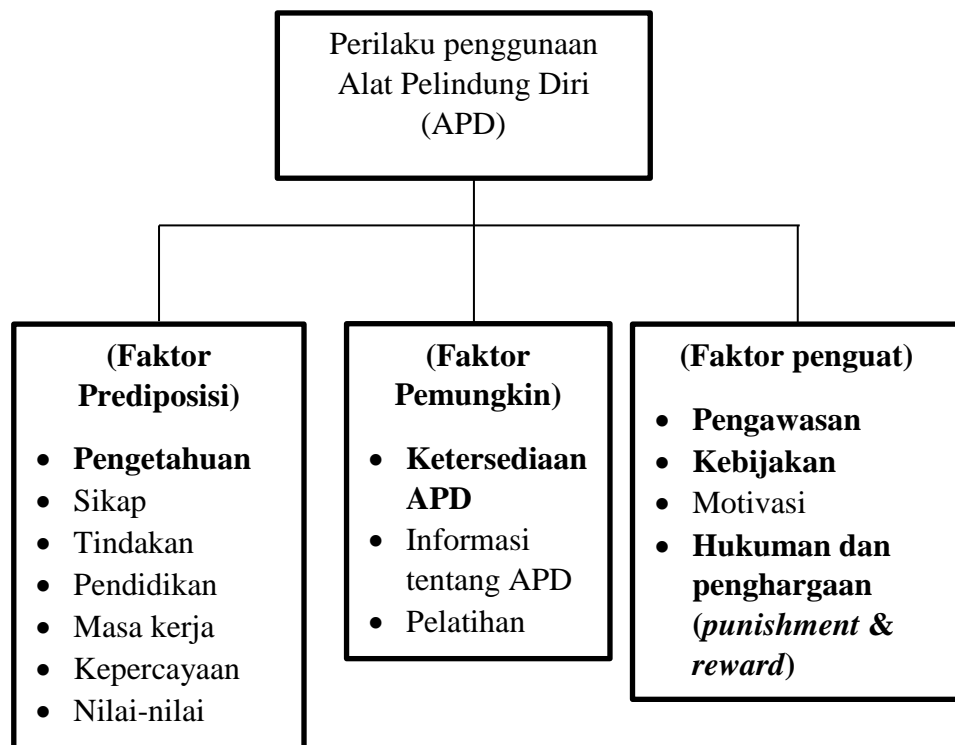 Perilaku penggunaan
Alat Pelindung Diri
(APD)
(Faktor
Prediposisi)
• Pengetahuan
• Sikap
• Tindakan
• Pendidikan
• Masa kerja
• Kepercayaan
• Nilai-nilai
(Faktor
Pemungkin)
• Ketersediaan
APD
• Informasi
tentang APD
• Pelatihan
(Faktor penguat)
• Pengawasan
• Kebijakan
• Motivasi
• Hukuman dan
penghargaan
(punishment &
reward)